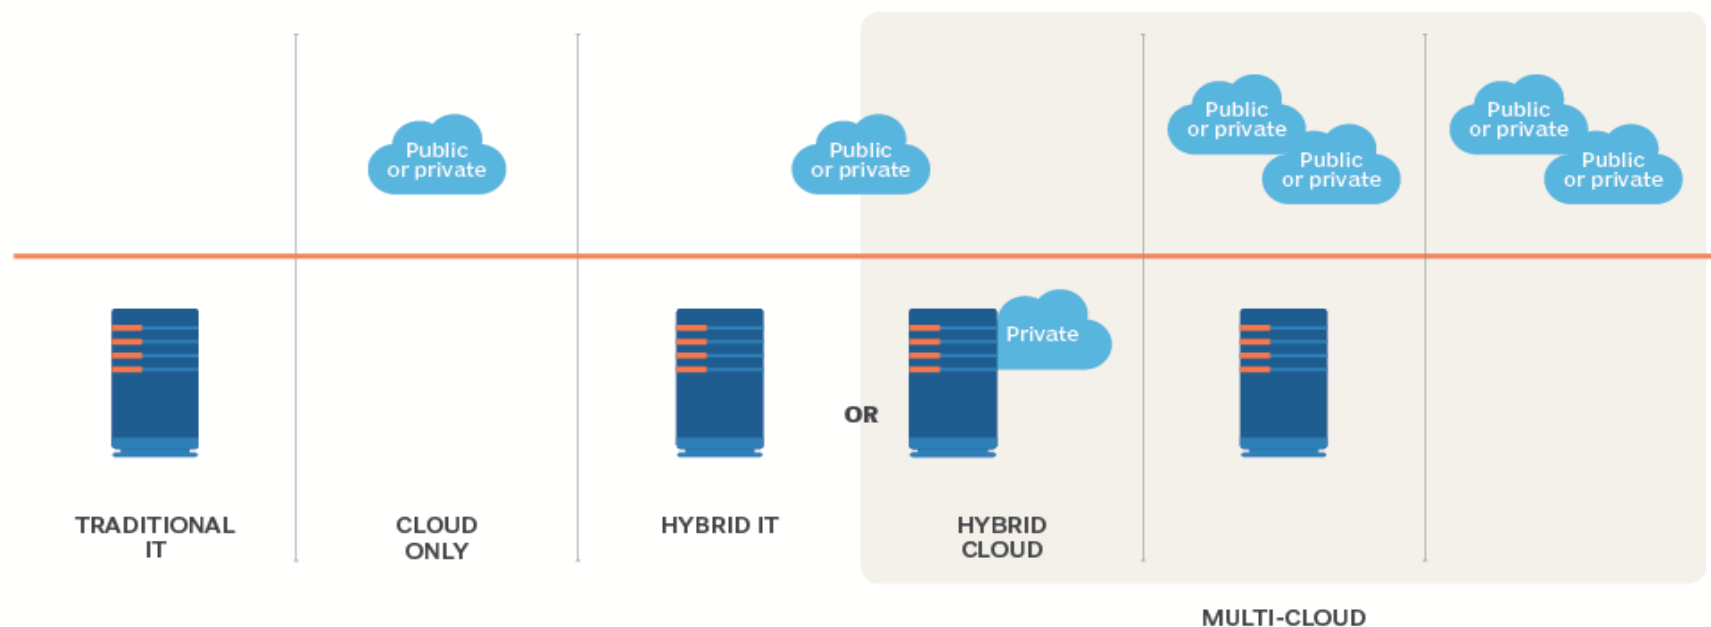 Public
or private
Public
or private
Public
or private
Public
or private
Public
or private
Public
or private
Private
OR
TRADITIONAL
IT
CLOUD
ONLY
HYBRID IT
HYBRID
CLOUD
MULTI-CLOUD